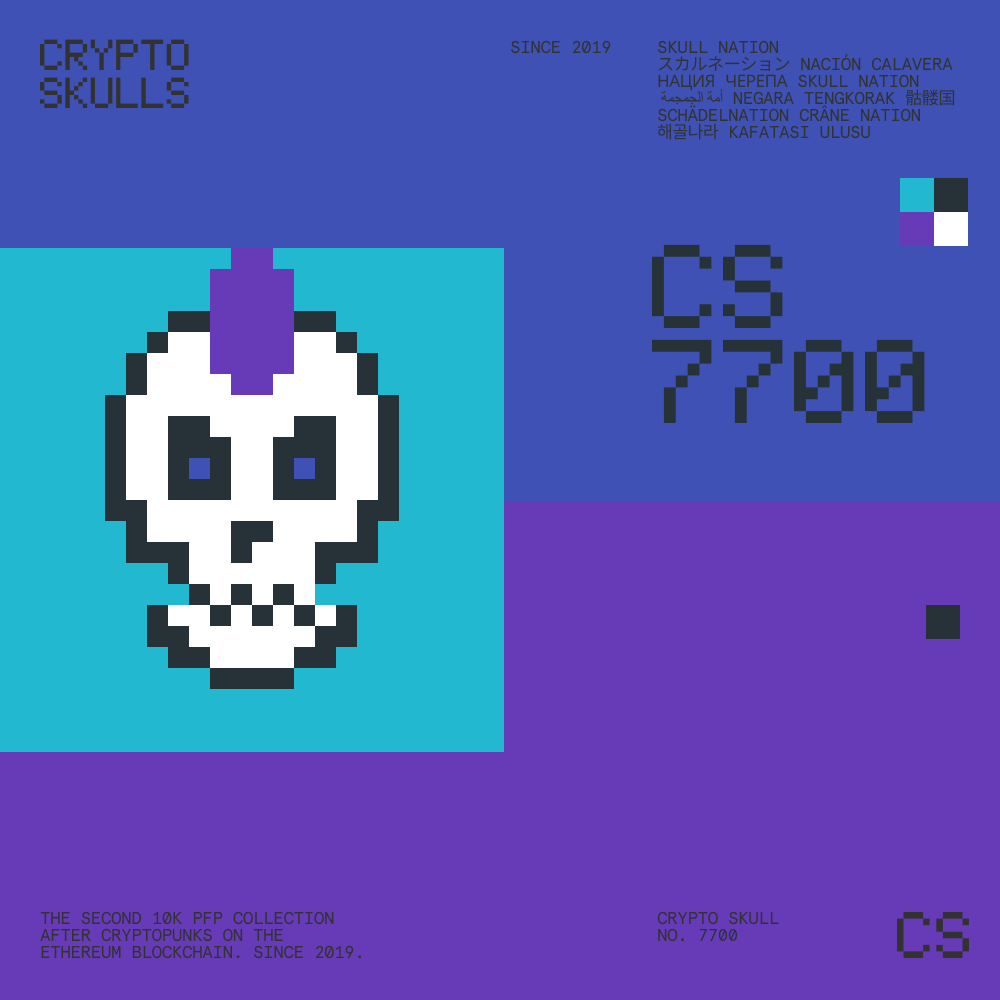 CRYPTO
SKULLS
SINCE 2019
SKULL NATION
スカルネーション NACIÓN CALAVERA
НАЦИЯ ЧЕРЕПА SKULL NATION
أمة الجمجمة NEGARA TENGKORAK 骷髅国
SCHÄDELNATION CRÂNE NATION
해골나라 KAFATASI ULUSU
CS
7700
THE SECOND 10K PFP COLLECTION
AFTER CRYPTOPUNKS ON THE
ETHEREUM BLOCKCHAIN. SINCE 2019.
CRYPTO SKULL
NO. 7700
CS